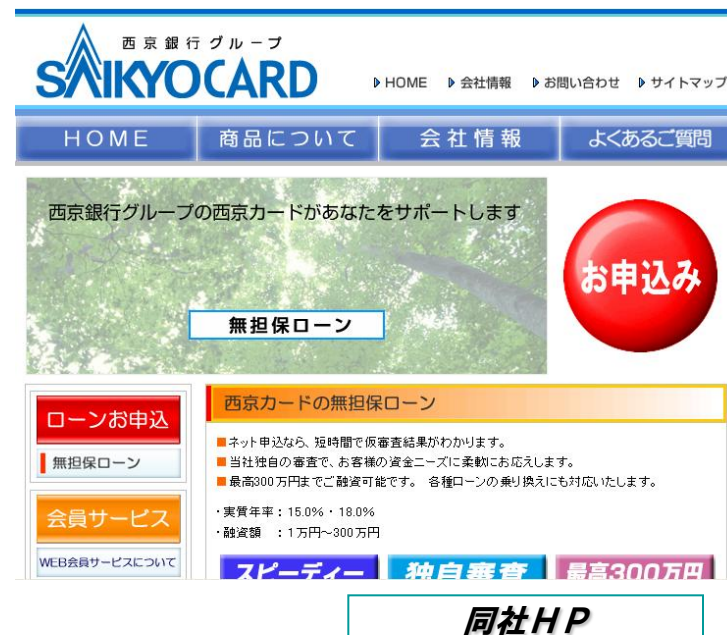 西京銀行グループ
SAIKYOCARD
HOME 会社情報 お問い合わせ サイトマップ
HOME 商品について 会社情報 よくあるご質問
西京銀行グループの西京カードがあなたをサポートします
お申込み
無担保ローン
ローンお申込
無担保ローン
会員サービス
WEB会員サービスについて
西京カードの無担保ローン
■ネット申込なら、短時間で仮審査結果がわかります。
■当社独自の審査で、お客様の資金ニーズに柔軟にお応えします。
■最高300万円までご融資可能です。 各種ローンの乗り換えにも対応いたします。
・実質年率：15.0%・18.0%
・融資額 ：1万円～300万円
スピーディー 独自審査 最高300万円
同社ＨＰ